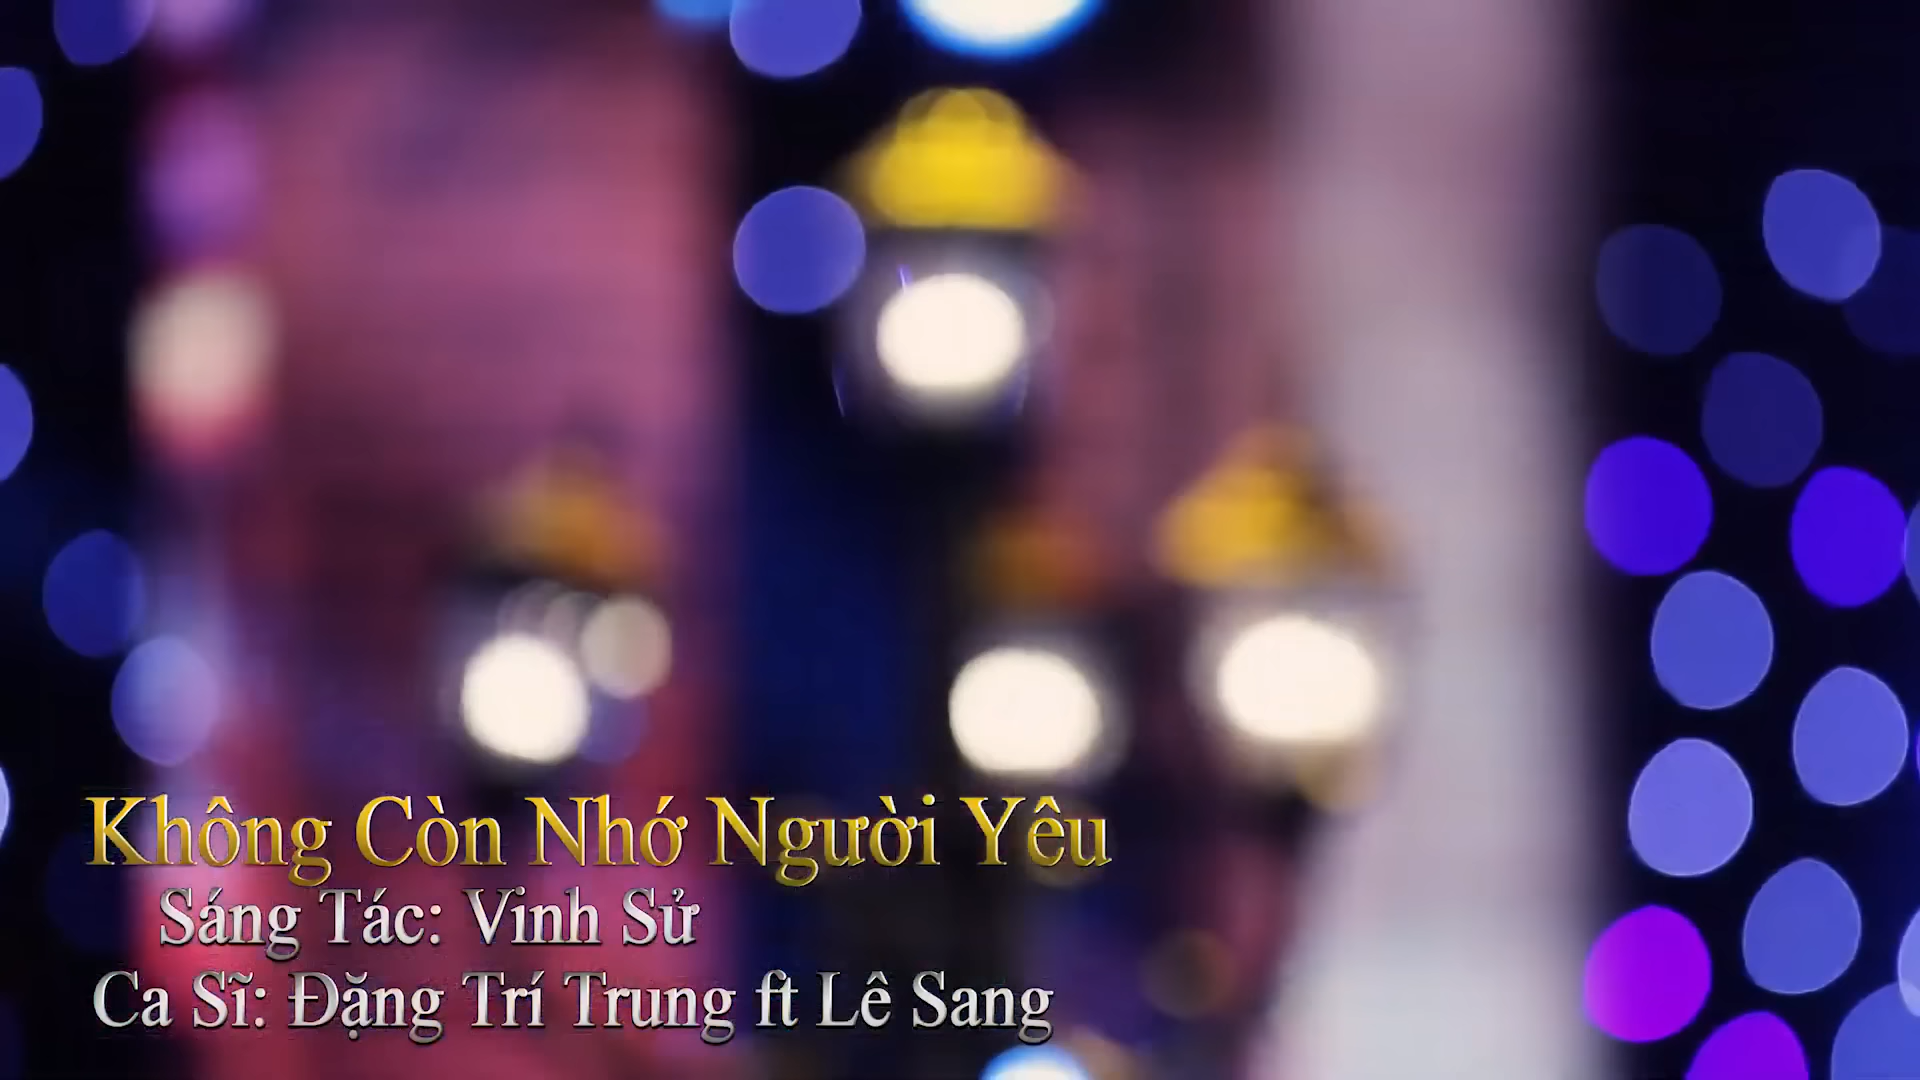 Không Còn Nhớ Người Yêu
Sáng Tác: Vinh Sử
Ca Sĩ: Đặng Trí Trung ft Lê Sang